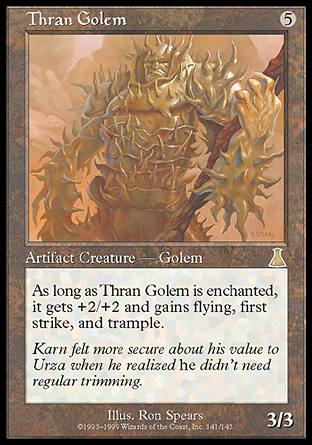 Thran Golem 5
Artifact Creature — Golem
As long as Thran Golem is enchanted,
it gets +2/+2 and gains flying, first
strike, and trample.
Karn felt more secure about his value to
Urza when he realized he didn't need
regular trimming.
Illus. Ron Spears
©1993–1999 Wizards of the Coast, Inc. 141/143
3/3